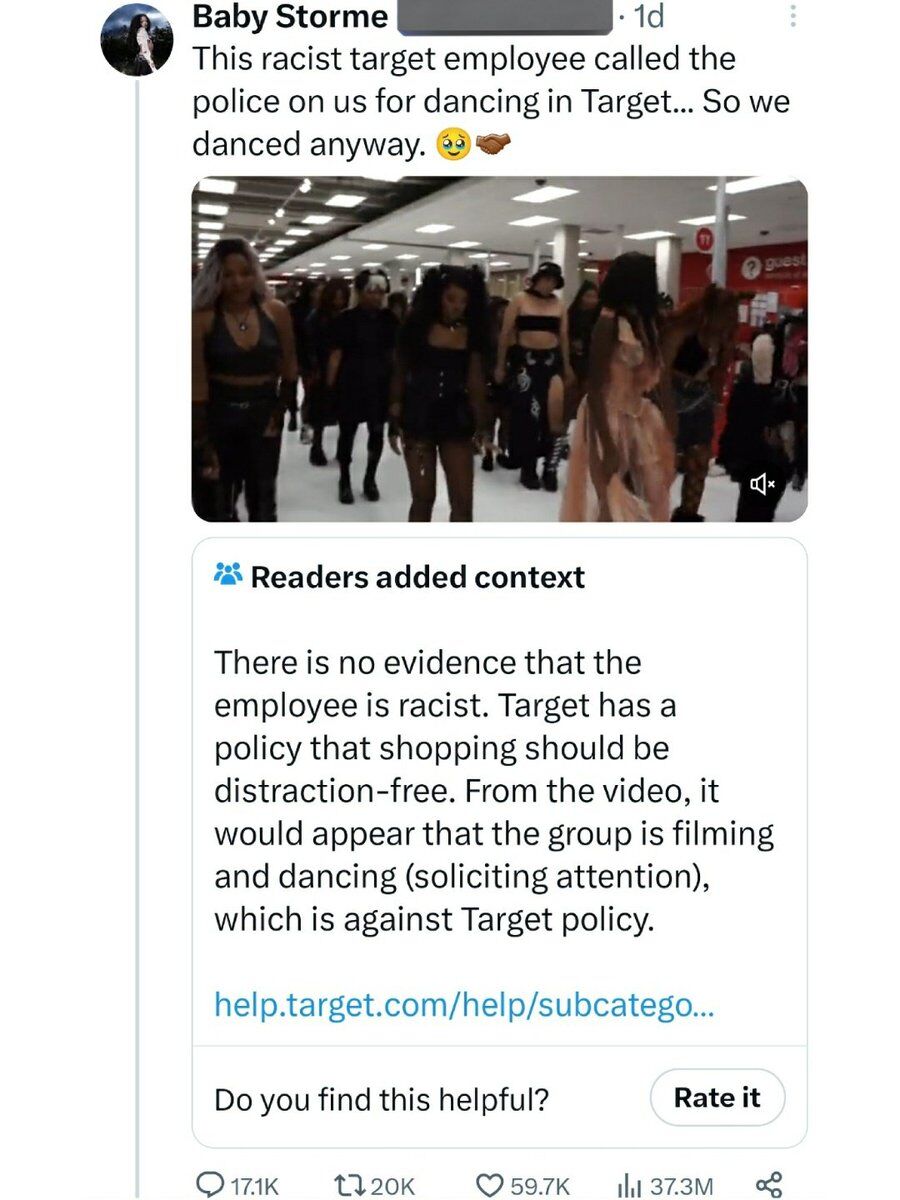 Baby Storme · 1d
This racist target employee called the
police on us for dancing in Target... So we
danced anyway. 🥹🤝🏾
guest
Readers added context
There is no evidence that the
employee is racist. Target has a
policy that shopping should be
distraction-free. From the video, it
would appear that the group is filming
and dancing (soliciting attention),
which is against Target policy.
help.target.com/help/subcatego...
Do you find this helpful?
Rate it
17.1K 20K 59.7K 37.3M